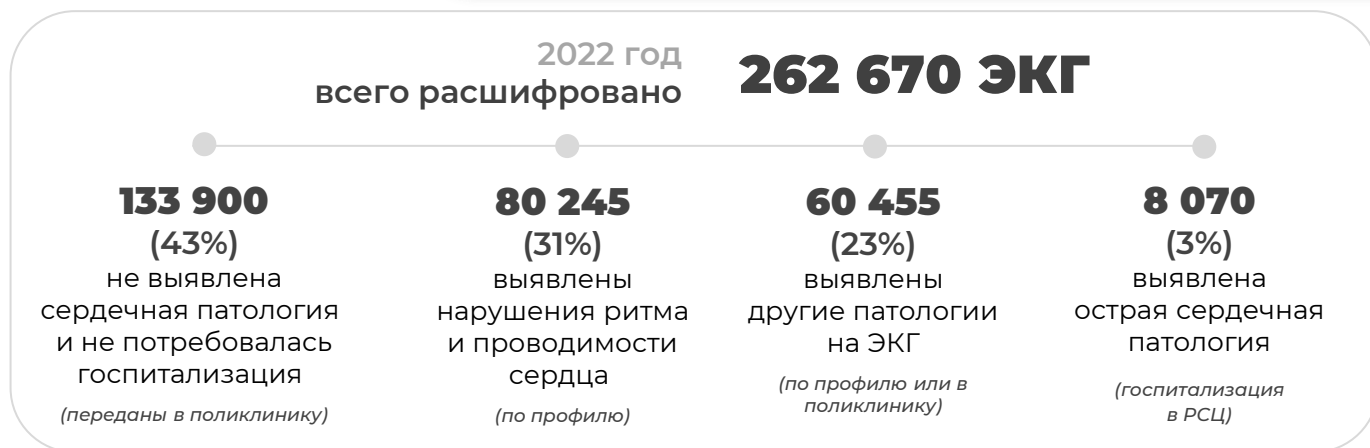 2022 год
всего расшифровано
262 670 ЭКГ
133 900
(43%)
не выявлена
сердечная патология
и не потребовалась
госпитализация
(переданы в поликлинику)
80 245
(31%)
выявлены
нарушения ритма
и проводимости
сердца
(по профилю)
60 455
(23%)
выявлены
другие патологии
на ЭКГ
(по профилю или в
поликлинику)
8 070
(3%)
выявлена
острая сердечная
патология
(госпитализация
в РСЦ)